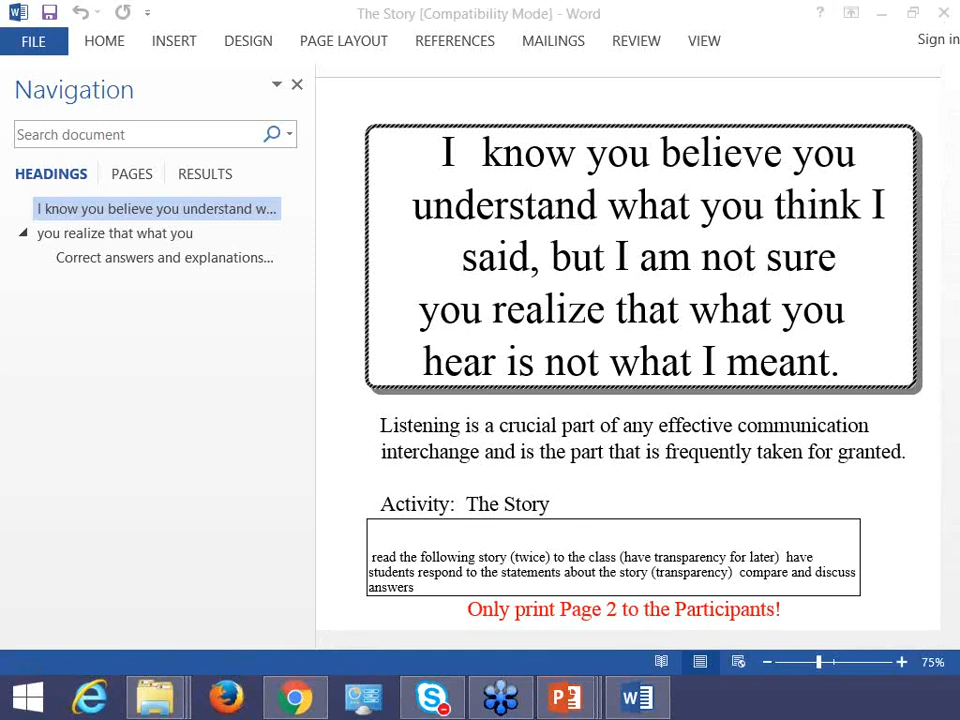 The Story [Compatibility Mode] - Word
?
FILE HOME INSERT DESIGN PAGE LAYOUT REFERENCES MAILINGS REVIEW VIEW Sign in
Navigation
Search document
HEADINGS PAGES RESULTS
I know you believe you understand w...
you realize that what you
Correct answers and explanations...
I know you believe you
understand what you think I
said, but I am not sure
you realize that what you
hear is not what I meant.
Listening is a crucial part of any effective communication
interchange and is the part that is frequently taken for granted.
Activity: The Story
read the following story (twice) to the class (have transparency for later) have
students respond to the statements about the story (transparency) compare and discuss
answers
Only print Page 2 to the Participants!
75%